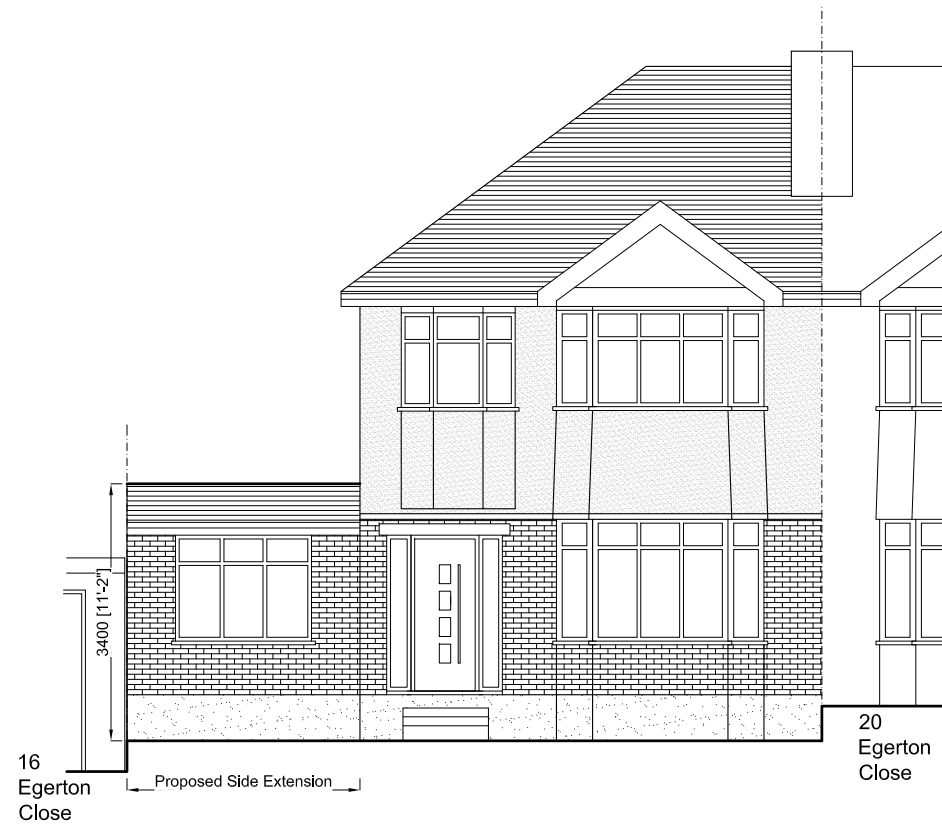 3400 [11'-2"]
16
Egerton
Close
Proposed Side Extension
20
Egerton
Close